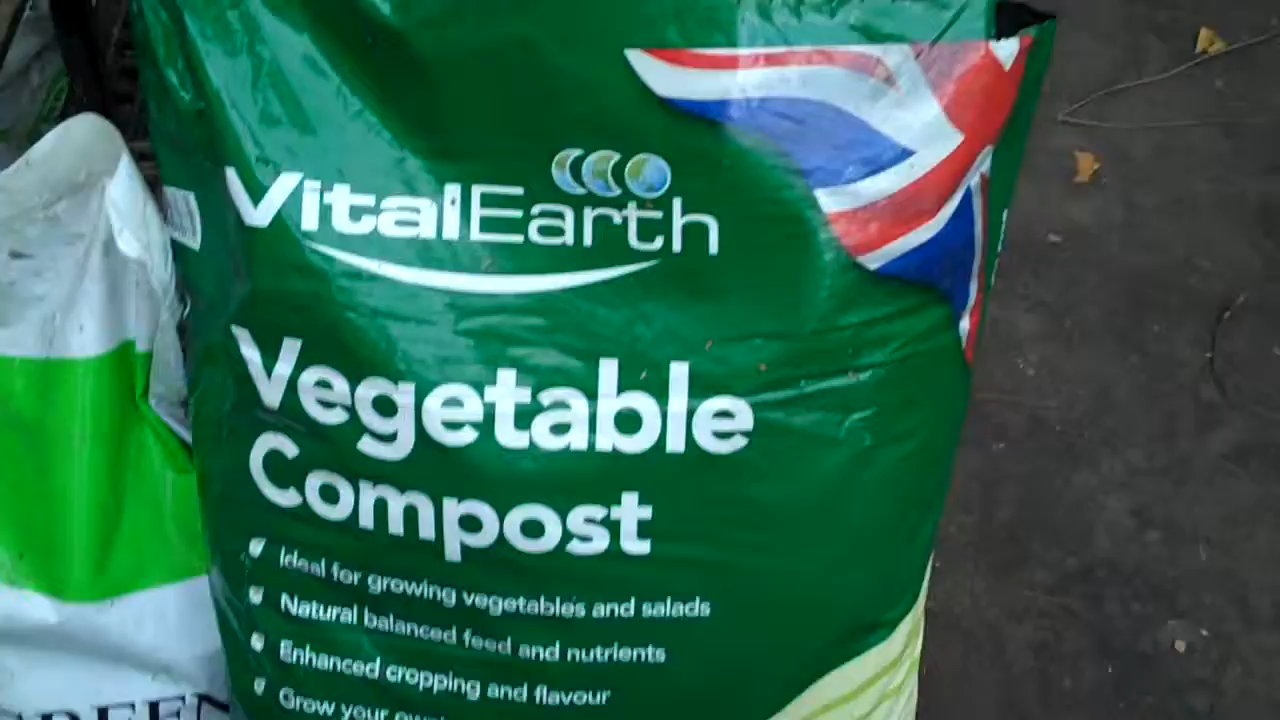 VitalEarth
Vegetable
Compost
Ideal for growing vegetables and salads
Natural balanced feed and nutrients
Enhanced cropping and flavour
Grow your own